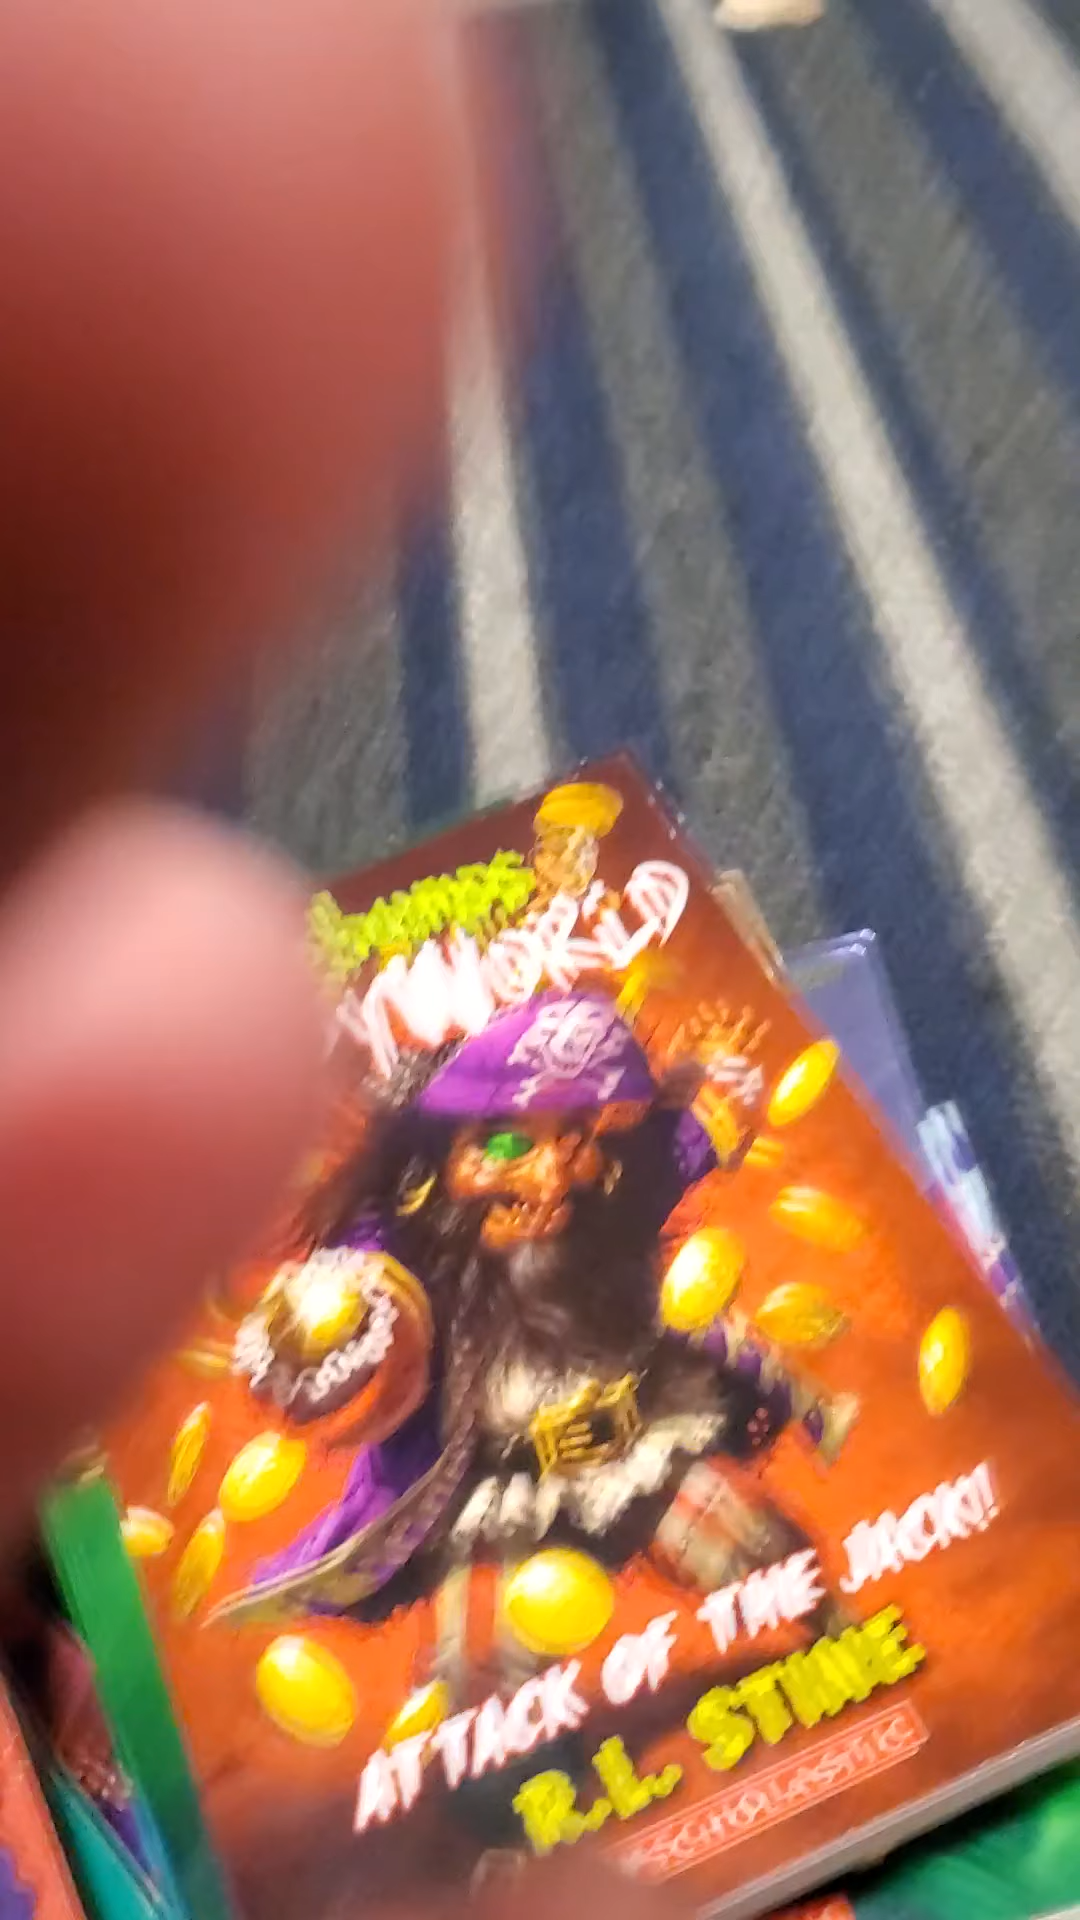 WORLD
ATTACK OF THE JACK!
R.L. STINE
SCHOLASTIC